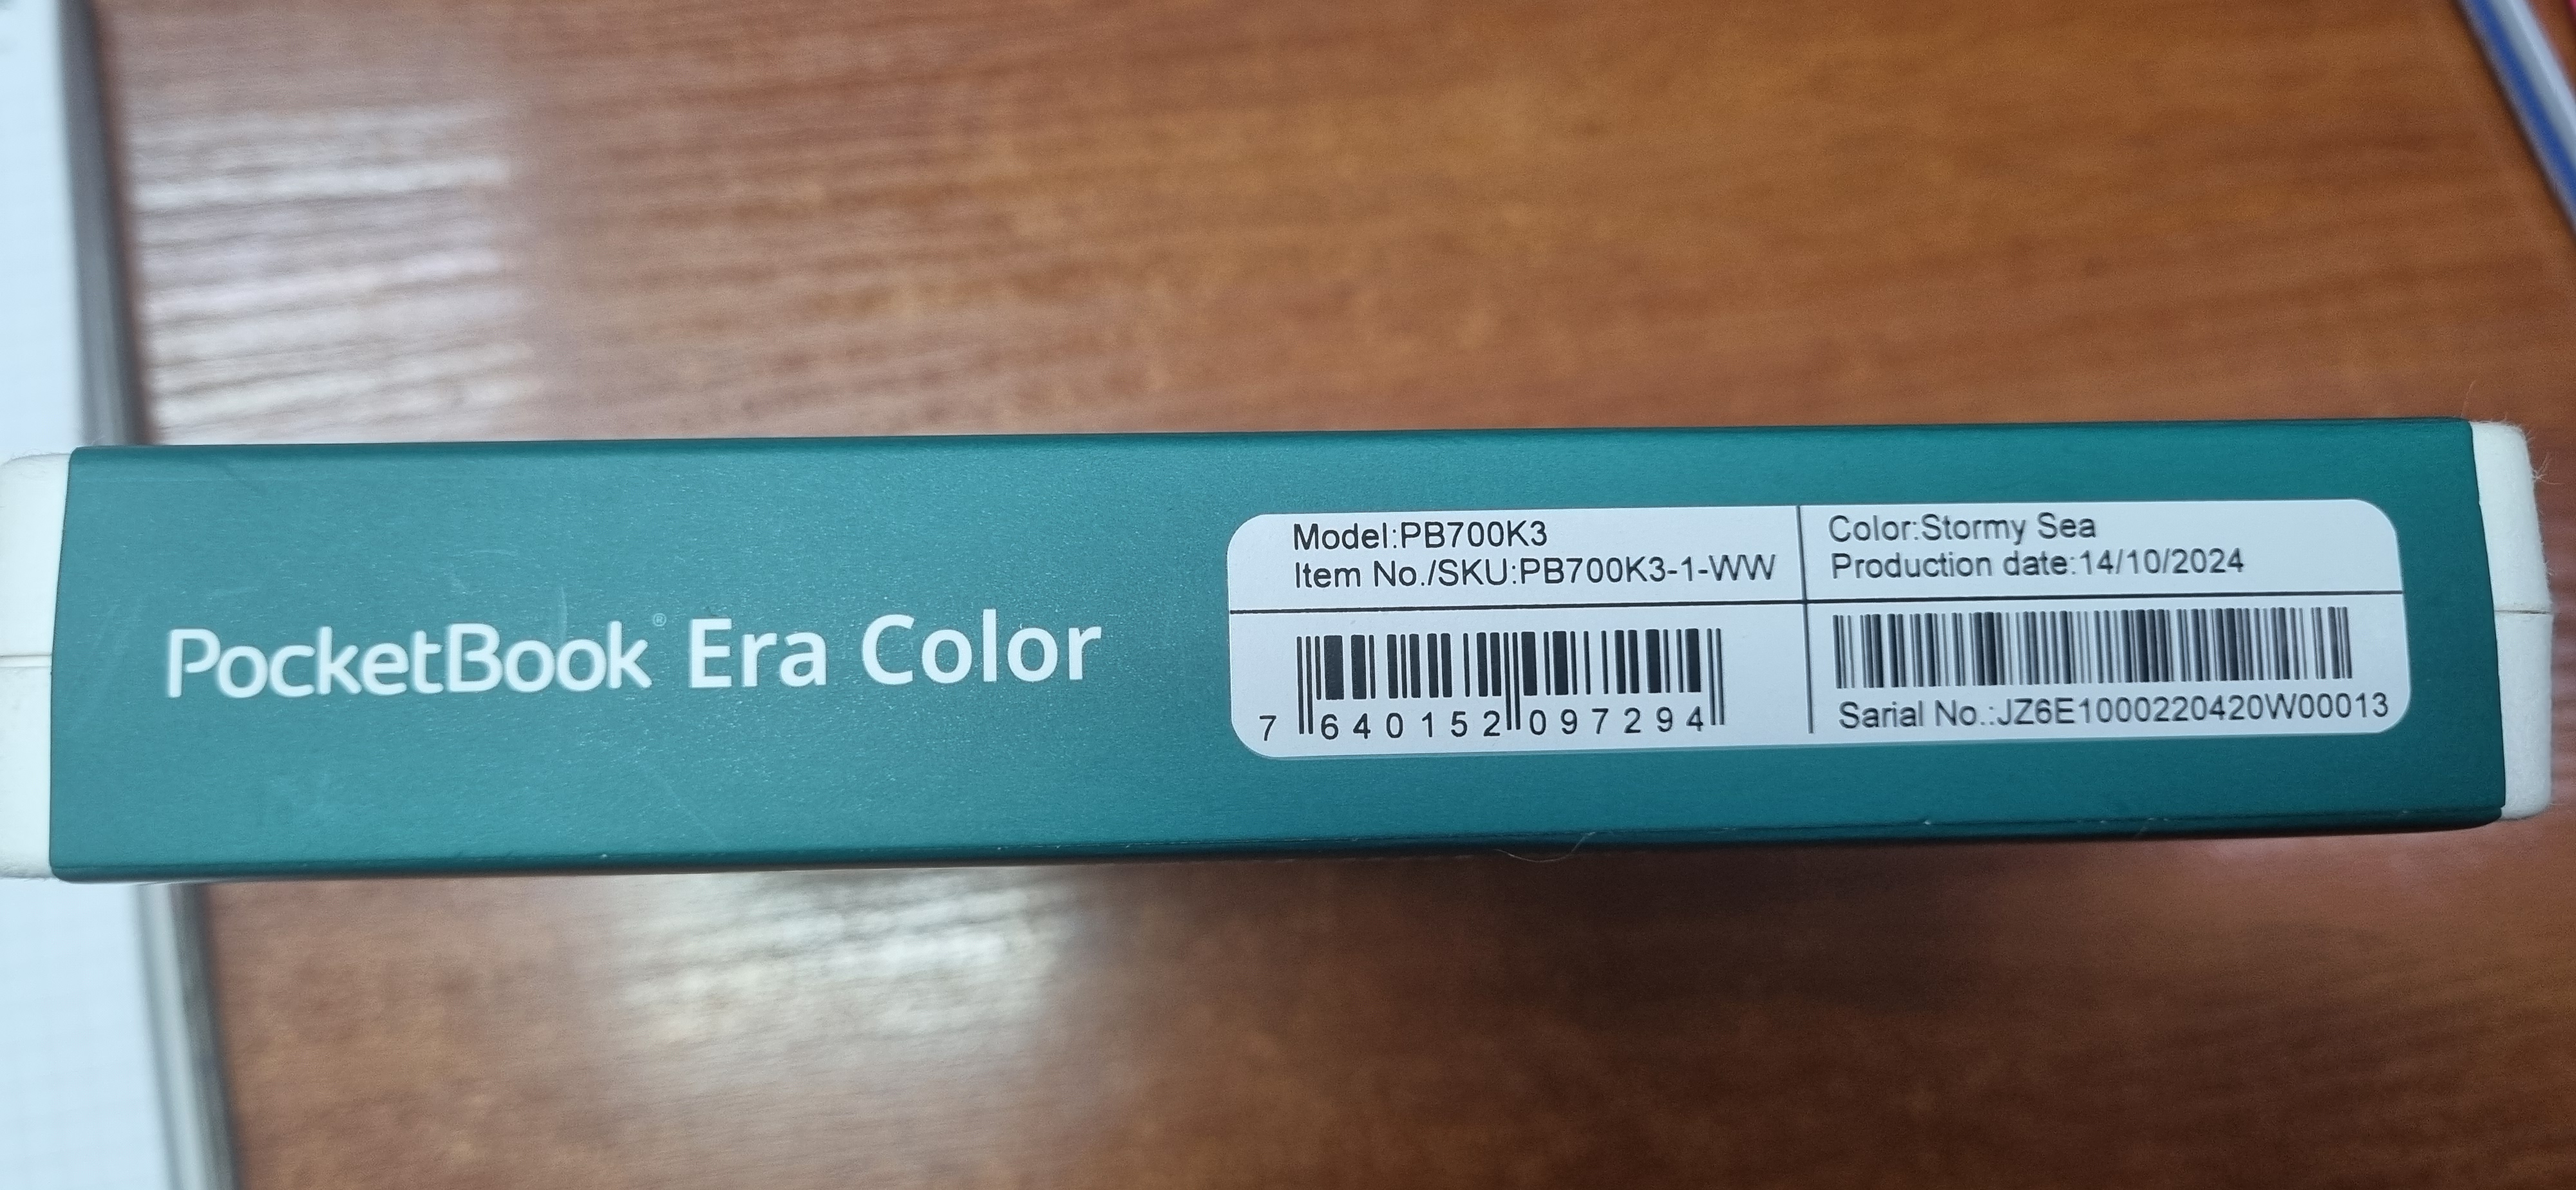 PocketBook® Era Color
Model:PB700K3
Item No./SKU:PB700K3-1-WW
Color:Stormy Sea
Production date:14/10/2024
7 640152 097294
Sarial No.:JZ6E1000220420W00013